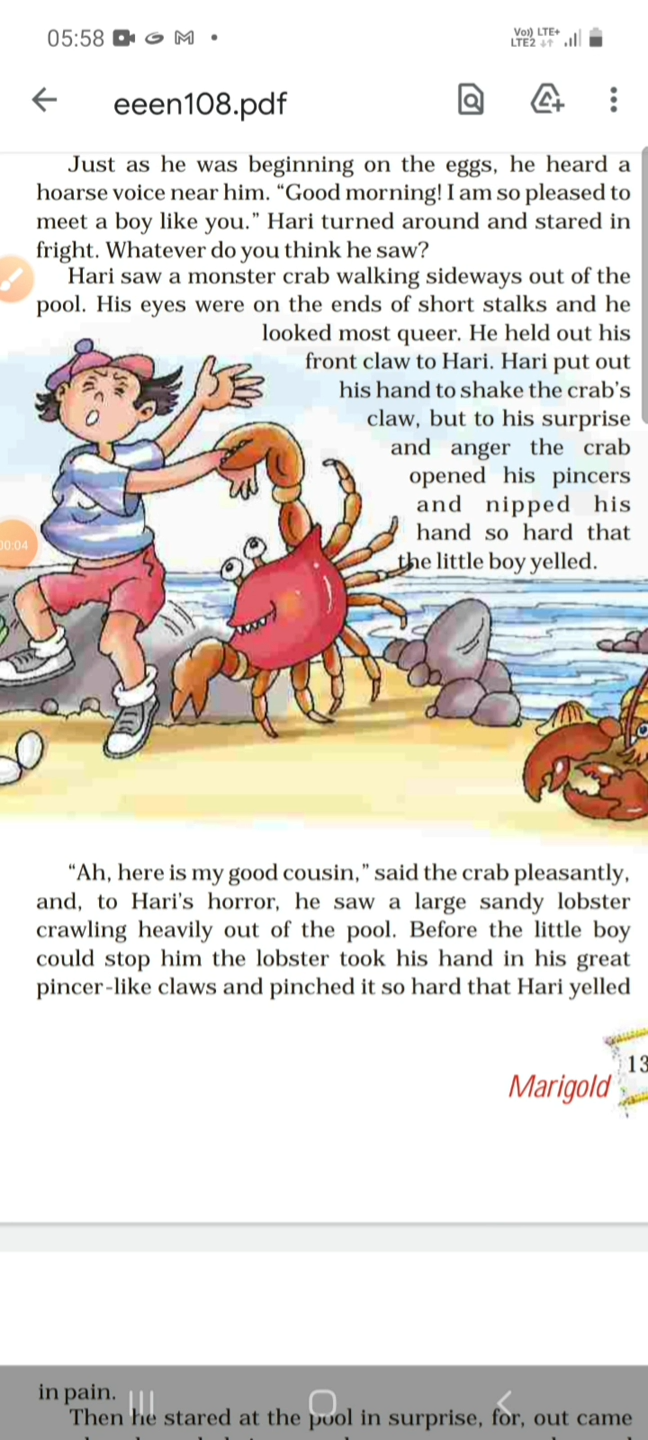 05:58
Vo)) LTE+
LTE2
eeen108.pdf
Just as he was beginning on the eggs, he heard a
hoarse voice near him. “Good morning! I am so pleased to
meet a boy like you.” Hari turned around and stared in
fright. Whatever do you think he saw?
Hari saw a monster crab walking sideways out of the
pool. His eyes were on the ends of short stalks and he
looked most queer. He held out his
front claw to Hari. Hari put out
his hand to shake the crab’s
claw, but to his surprise
and anger the crab
opened his pincers
and nipped his
hand so hard that
the little boy yelled.
00:04
“Ah, here is my good cousin,” said the crab pleasantly,
and, to Hari’s horror, he saw a large sandy lobster
crawling heavily out of the pool. Before the little boy
could stop him the lobster took his hand in his great
pincer-like claws and pinched it so hard that Hari yelled
13
Marigold
in pain.
Then he stared at the pool in surprise, for, out came